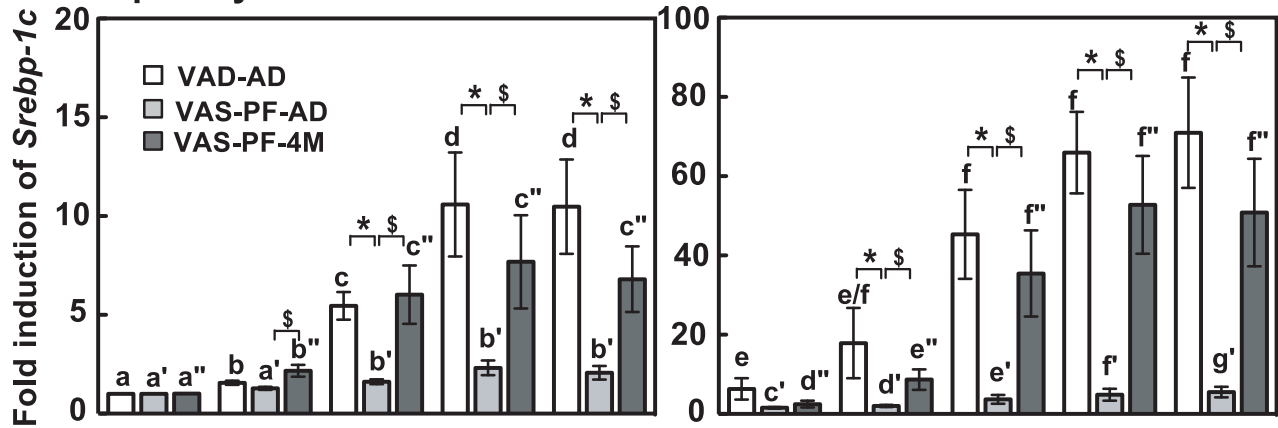 Fold induction of Srebp-1c
20
15
10
5
0
VAD-AD
VAS-PF-AD
VAS-PF-4M
a a' a" b a' b" $
c b' c" * $
d b' c" * $
d b' c" * $
100
80
60
40
20
0
e c' d"
e/f d' e" * $
f e' f" * $
f f' f" * $
f g' f" * $